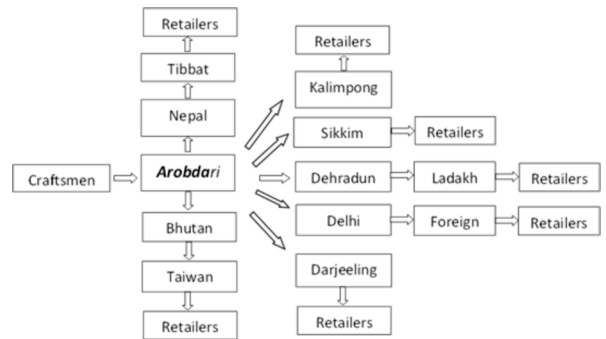 Retailers
Retailers
Tibbat
Kalimpong
Nepal
Sikkim
Retailers
Craftsmen
Arobdari
Dehradun
Ladakh
Retailers
Bhutan
Delhi
Foreign
Retailers
Taiwan
Darjeeling
Retailers
Retailers